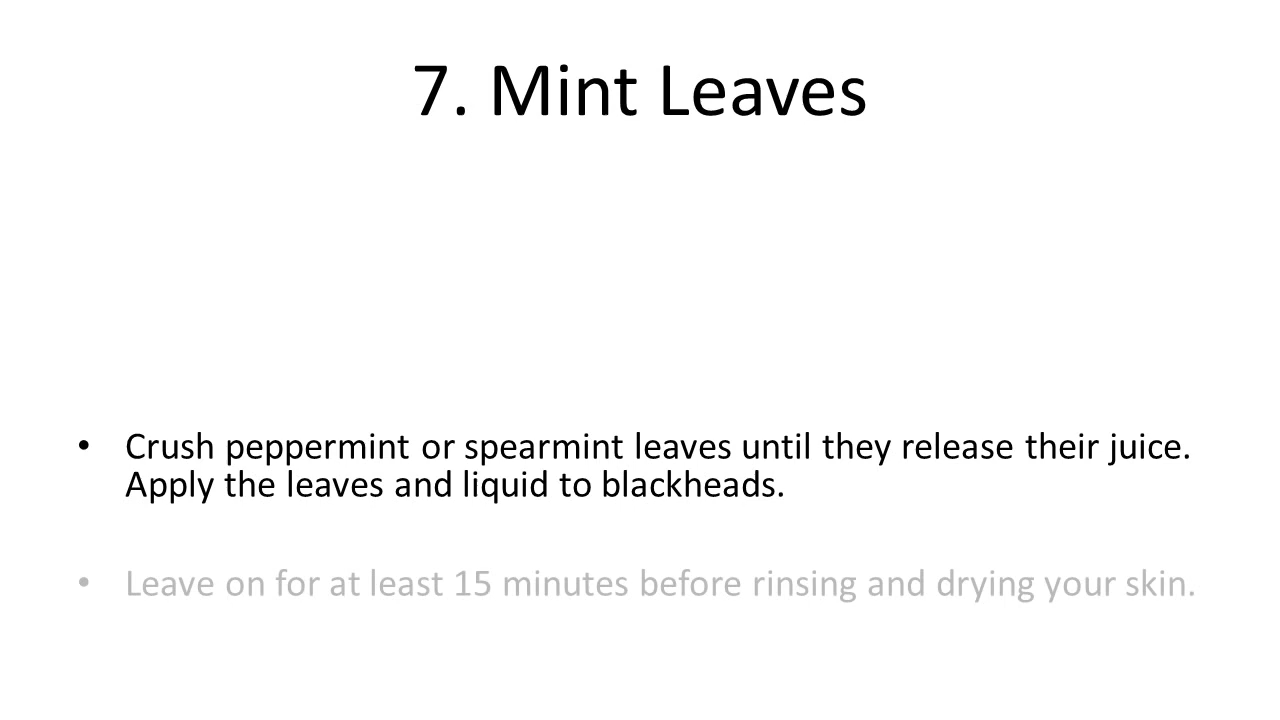 7. Mint Leaves
• Crush peppermint or spearmint leaves until they release their juice.
Apply the leaves and liquid to blackheads.
• Leave on for at least 15 minutes before rinsing and drying your skin.